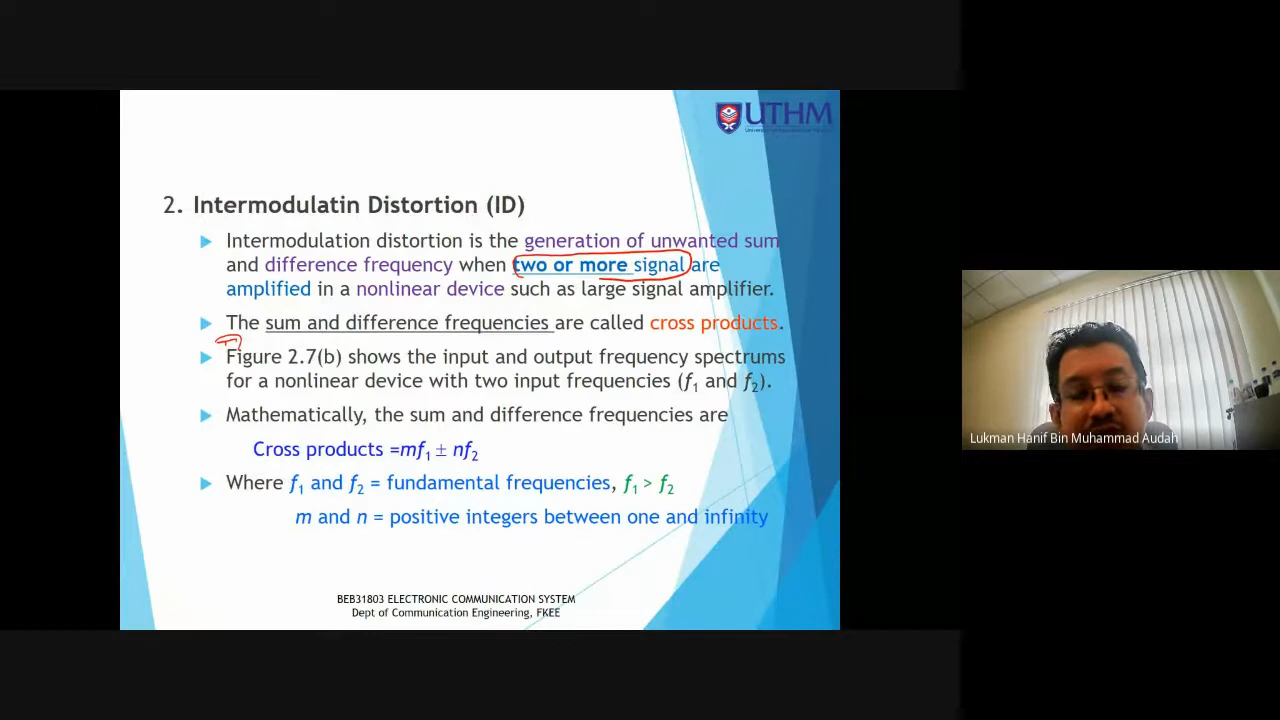 UTHM
2. Intermodulatin Distortion (ID)
Intermodulation distortion is the generation of unwanted sum
and difference frequency when two or more signal are
amplified in a nonlinear device such as large signal amplifier.
The sum and difference frequencies are called cross products.
Figure 2.7(b) shows the input and output frequency spectrums
for a nonlinear device with two input frequencies (f1 and f2).
Mathematically, the sum and difference frequencies are
Cross products =mf1 ± nf2
Where f1 and f2 = fundamental frequencies, f1 > f2
m and n = positive integers between one and infinity
BEB31803 ELECTRONIC COMMUNICATION SYSTEM
Dept of Communication Engineering, FKEE
Lukman Hanif Bin Muhammad Audah